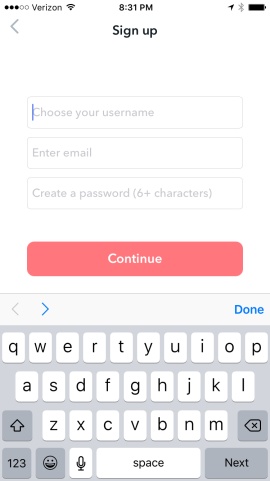 Verizon 8:31 PM
Sign up
Choose your username
Enter email
Create a password (6+ characters)
Continue
Done
q w e r t y u i o p
a s d f g h j k l
z x c v b n m
123 space Next